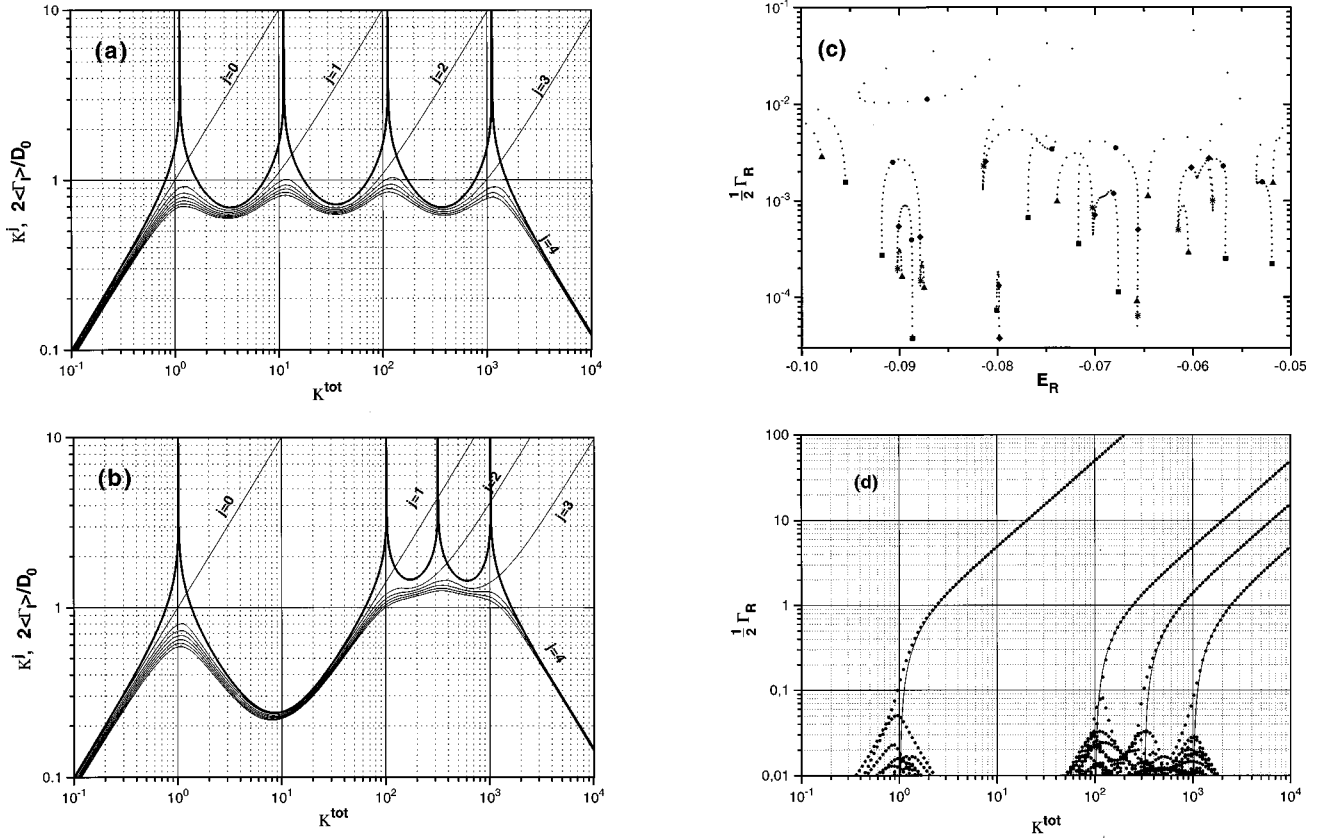 (a)
K^j, 2<Γ_I>/D_0
10
1
0.1
j=0
j=1
j=2
j=3
j=4
10^-1
10^0
10^1
10^2
10^3
10^4
K^tot
(b)
K^j, 2<Γ_I>/D_0
10
1
0.1
j=0
j=1
j=2
j=3
j=4
10^-1
10^0
10^1
10^2
10^3
10^4
K^tot
(c)
½ Γ_R
10^-1
10^-2
10^-3
10^-4
-0.10
-0.09
-0.08
-0.07
-0.06
-0.05
E_R
(d)
½ Γ_R
100
10
1
0,1
0,01
10^-1
10^0
10^1
10^2
10^3
10^4
K^tot